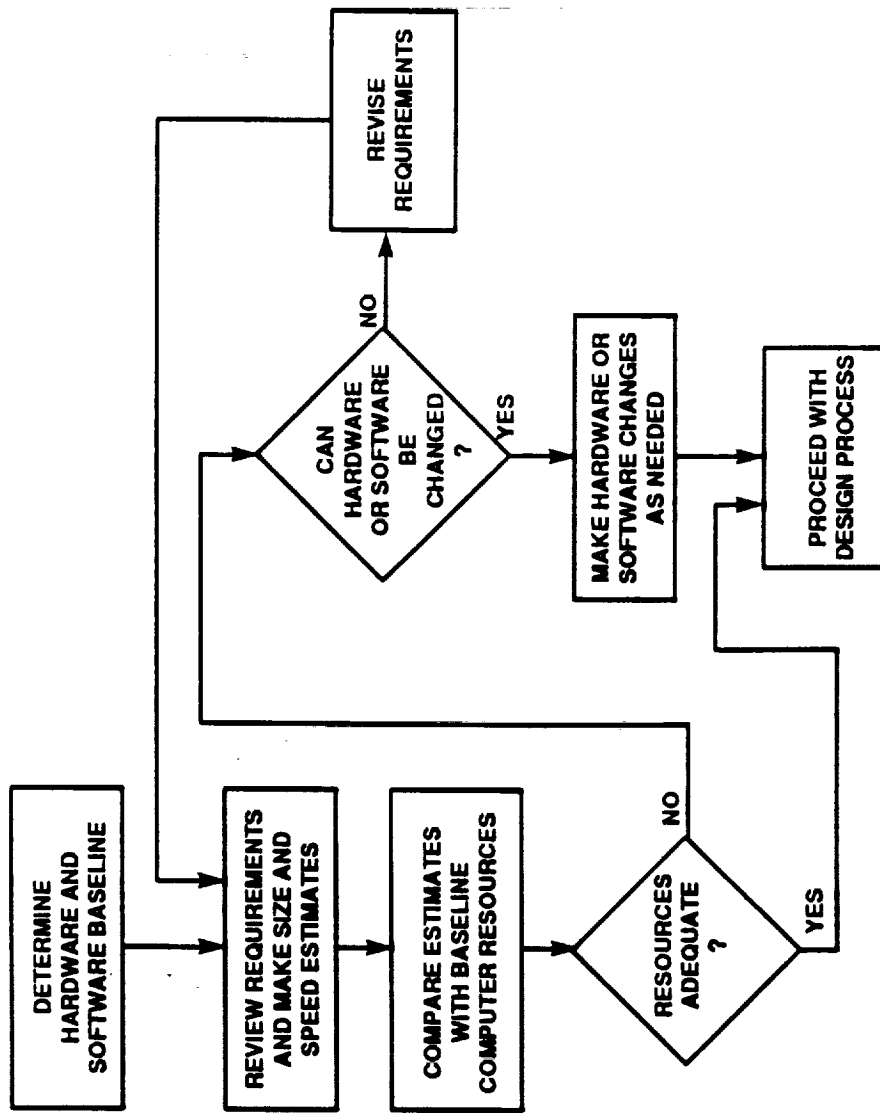 DETERMINE
HARDWARE AND
SOFTWARE BASELINE
REVIEW REQUIREMENTS
AND MAKE SIZE AND
SPEED ESTIMATES
COMPARE ESTIMATES
WITH BASELINE
COMPUTER RESOURCES
RESOURCES
ADEQUATE
?
NO
YES
CAN
HARDWARE
OR SOFTWARE
BE
CHANGED
?
NO
YES
REVISE
REQUIREMENTS
MAKE HARDWARE OR
SOFTWARE CHANGES
AS NEEDED
PROCEED WITH
DESIGN PROCESS